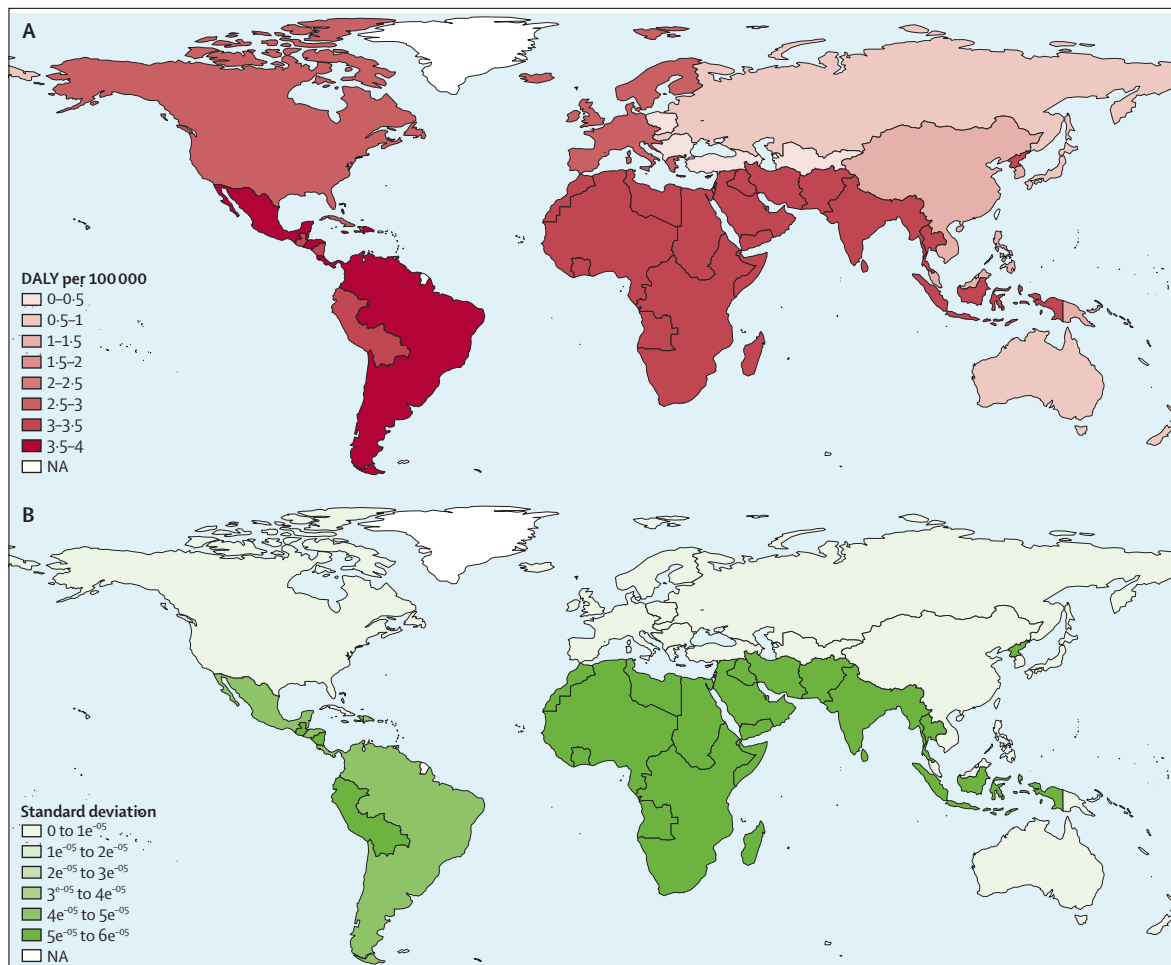 A
DALY per 100 000
0–0·5
0·5–1
1–1·5
1·5–2
2–2·5
2·5–3
3–3·5
3·5–4
NA
B
Standard deviation
0 to 1e⁻⁰⁵
1e⁻⁰⁵ to 2e⁻⁰⁵
2e⁻⁰⁵ to 3e⁻⁰⁵
3ᵉ⁻⁰⁵ to 4e⁻⁰⁵
4e⁻⁰⁵ to 5e⁻⁰⁵
5e⁻⁰⁵ to 6e⁻⁰⁵
NA